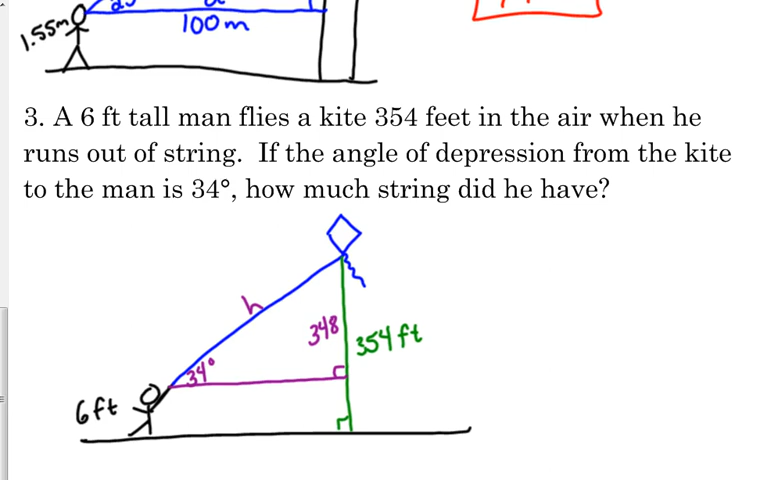 1.55m
100m
3. A 6 ft tall man flies a kite 354 feet in the air when he
runs out of string.  If the angle of depression from the kite
to the man is 34°, how much string did he have?
h
348
354 ft
34°
6ft